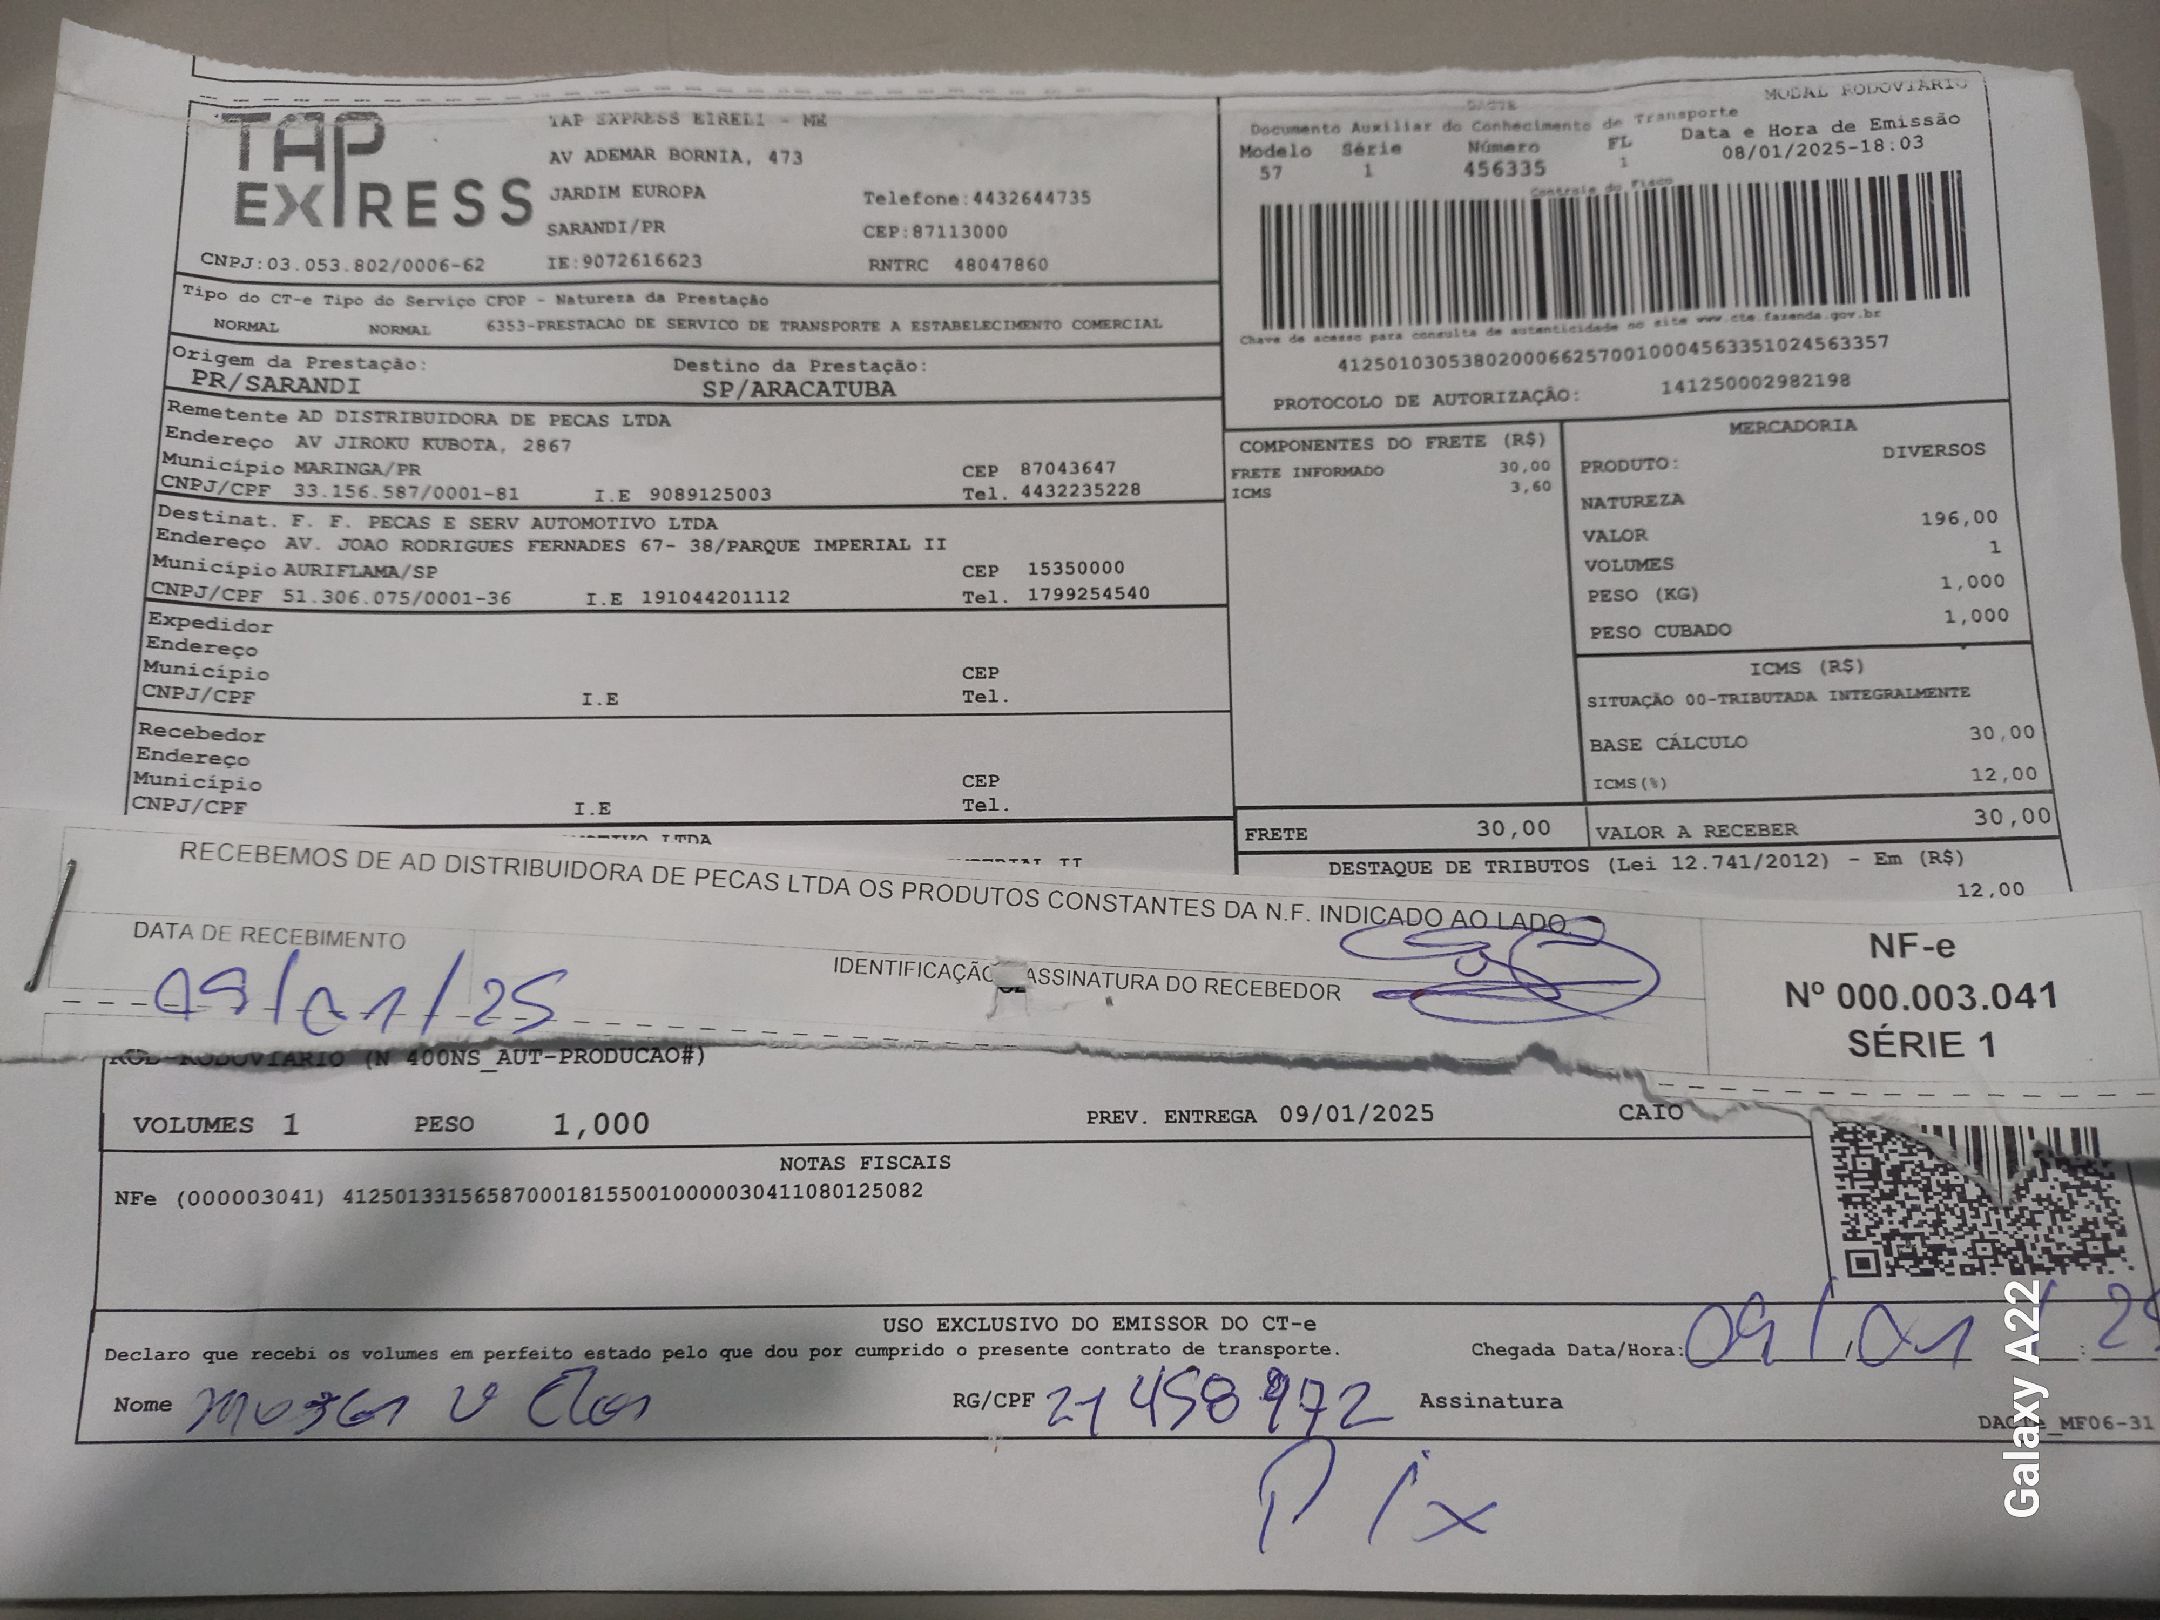 MODAL RODOVIÁRIO
TAP EXPRESS
TAP EXPRESS EIRELI - ME
AV ADEMAR BORNIA, 473
JARDIM EUROPA
Telefone:4432644735
SARANDI/PR
CEP:87113000
CNPJ:03.053.802/0006-62
IE:9072616623
RNTRC 48047860
DACTE
Documento Auxiliar do Conhecimento de Transporte
Modelo Série Número FL Data e Hora de Emissão
57 1 456335 1 08/01/2025-18:03
Controle do Fisco
Chave de acesso para consulta de autenticidade no site www.cte.fazenda.gov.br
41250103053802000662570010004563351024563357
PROTOCOLO DE AUTORIZAÇÃO: 141250002982198
Tipo do CT-e Tipo do Serviço CFOP - Natureza da Prestação
NORMAL NORMAL 6353-PRESTACAO DE SERVICO DE TRANSPORTE A ESTABELECIMENTO COMERCIAL
Origem da Prestação: Destino da Prestação:
PR/SARANDI SP/ARACATUBA
Remetente AD DISTRIBUIDORA DE PECAS LTDA
Endereço AV JIROKU KUBOTA, 2867
Município MARINGA/PR CEP 87043647
CNPJ/CPF 33.156.587/0001-81 I.E 9089125003 Tel. 4432235228
Destinat. F. F. PECAS E SERV AUTOMOTIVO LTDA
Endereço AV. JOAO RODRIGUES FERNADES 67- 38/PARQUE IMPERIAL II
Município AURIFLAMA/SP CEP 15350000
CNPJ/CPF 51.306.075/0001-36 I.E 191044201112 Tel. 1799254540
Expedidor
Endereço
Município CEP
CNPJ/CPF I.E Tel.
Recebedor
Endereço
Município CEP
CNPJ/CPF I.E Tel.
LTDA
COMPONENTES DO FRETE (R$)
FRETE INFORMADO 30,00
ICMS 3,60
MERCADORIA
PRODUTO: DIVERSOS
NATUREZA
VALOR 196,00
VOLUMES 1
PESO (KG) 1,000
PESO CUBADO 1,000
ICMS (R$)
SITUAÇÃO 00-TRIBUTADA INTEGRALMENTE
BASE CÁLCULO 30,00
ICMS(%) 12,00
FRETE 30,00 VALOR A RECEBER 30,00
DESTAQUE DE TRIBUTOS (Lei 12.741/2012) - Em (R$)
12,00
RECEBEMOS DE AD DISTRIBUIDORA DE PECAS LTDA OS PRODUTOS CONSTANTES DA N.F. INDICADO AO LADO
DATA DE RECEBIMENTO
09/01/25
IDENTIFICAÇÃO ASSINATURA DO RECEBEDOR
NF-e
Nº 000.003.041
SÉRIE 1
ROD-RODOVIARIO (N 400NS_AUT-PRODUCAO#)
VOLUMES 1 PESO 1,000 PREV. ENTREGA 09/01/2025 CAIO
NOTAS FISCAIS
NFe (000003041) 41250133156587000181550010000030411080125082
USO EXCLUSIVO DO EMISSOR DO CT-e
Declaro que recebi os volumes em perfeito estado pelo que dou por cumprido o presente contrato de transporte.
Chegada Data/Hora: 09/01/25
Nome
RG/CPF 21458972 Assinatura
MF06-31
Pix
Galaxy A22